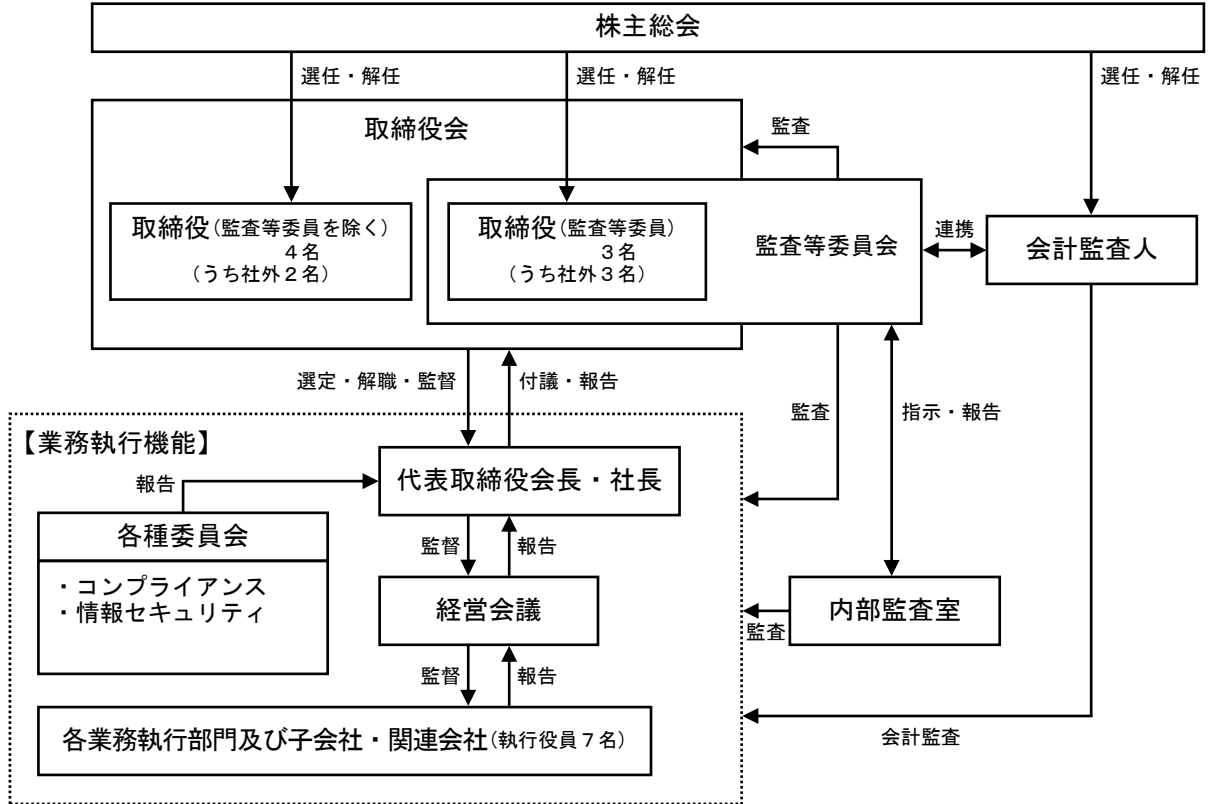 株主総会
選任・解任
選任・解任
選任・解任
取締役会
監査
取締役(監査等委員を除く)
4名
(うち社外2名)
取締役(監査等委員)
3名
(うち社外3名)
監査等委員会
連携
会計監査人
選定・解職・監督
付議・報告
監査
指示・報告
【業務執行機能】
報告
代表取締役会長・社長
各種委員会
・コンプライアンス
・情報セキュリティ
監督
報告
経営会議
監査
内部監査室
監督
報告
各業務執行部門及び子会社・関連会社(執行役員7名)
会計監査